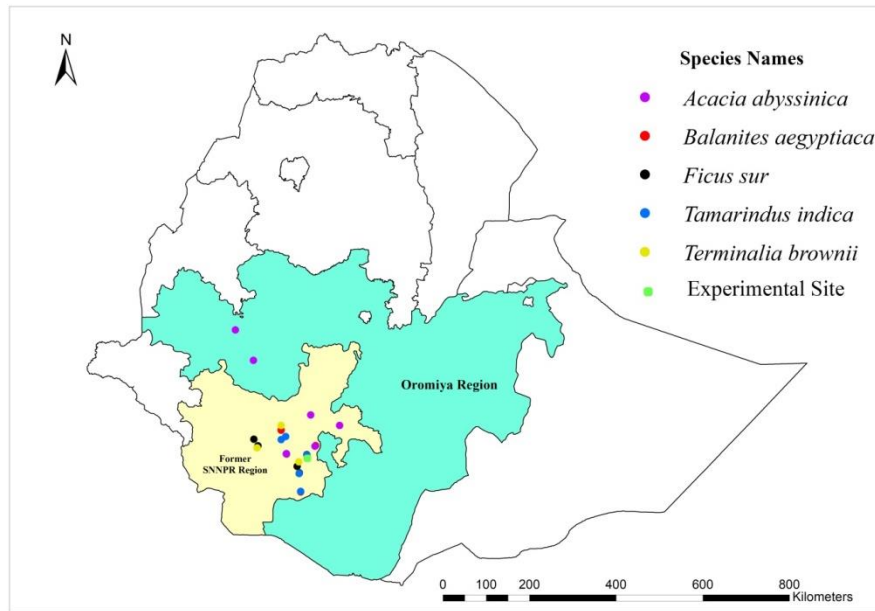 N
Species Names
Acacia abyssinica
Balanites aegyptiaca
Ficus sur
Tamarindus indica
Terminalia brownii
Experimental Site
Oromiya Region
Former
SNNPR Region
0 100 200 400 600 800
Kilometers